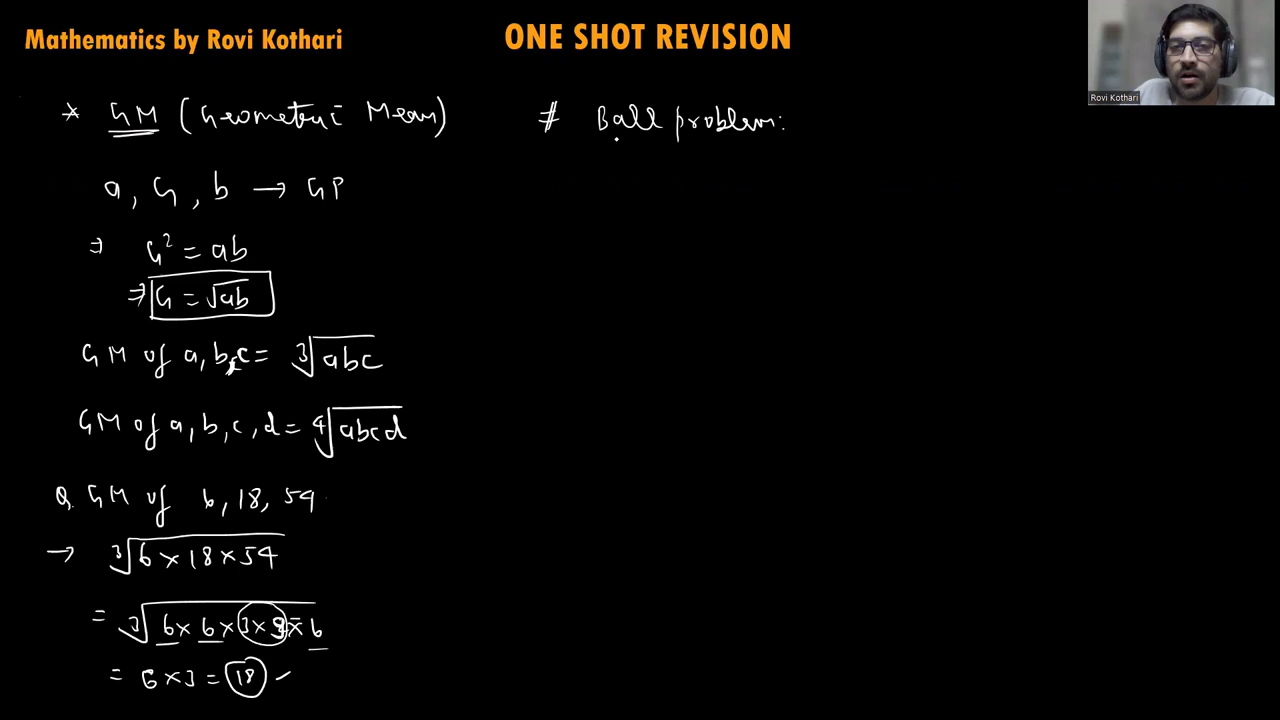 Mathematics by Rovi Kothari
ONE SHOT REVISION
Rovi Kothari
* GM (Geometric Mean)
a, G, b → GP
⇒ G² = ab
⇒ G = √ab
GM of a, b, c = ∛abc
GM of a, b, c, d = ∜abcd
Q. GM of 6, 18, 54
→ ∛6 × 18 × 54
= ∛6 × 6 × 3 × 9 × 6
= 6 × 3 = 18 ✓
# Ball problem: